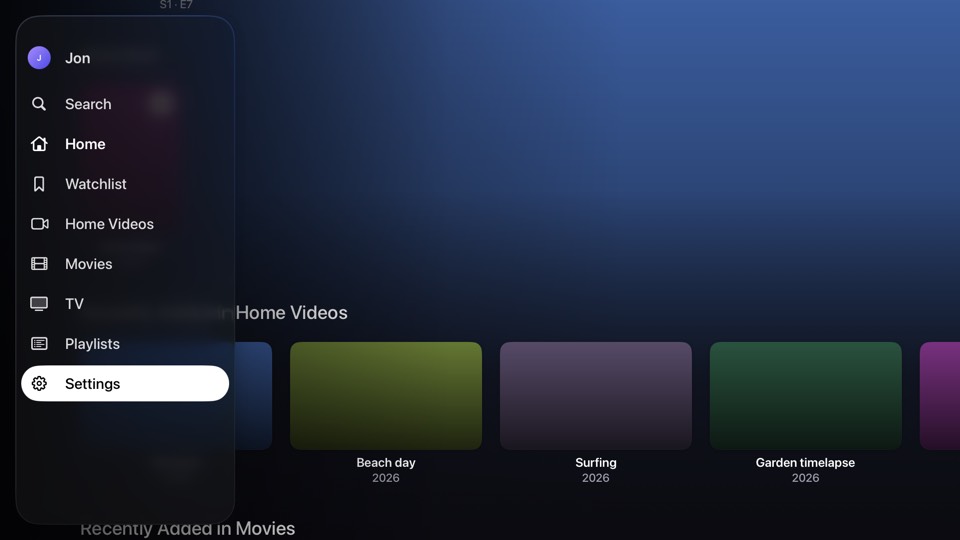 S1 · E7
J
Jon
Search
Home
Watchlist
Home Videos
Movies
TV
Playlists
Settings
Home Videos
Beach day
2026
Surfing
2026
Garden timelapse
2026
Recently Added in Movies